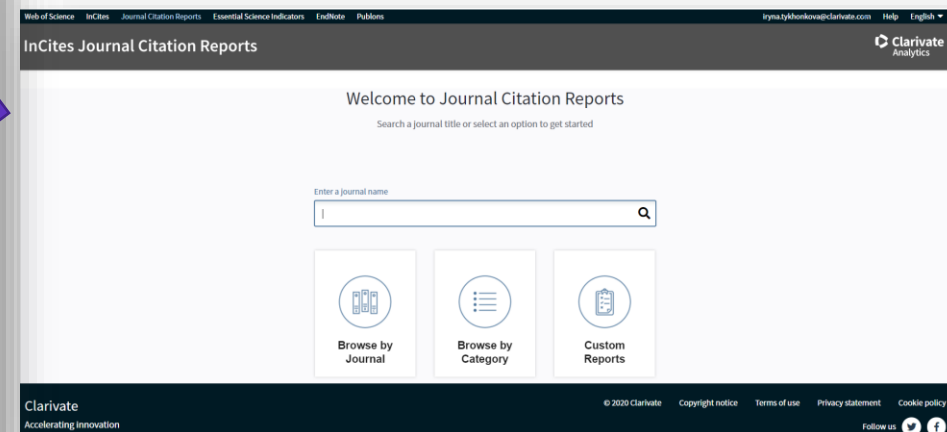 Web of Science InCites Journal Citation Reports Essential Science Indicators EndNote Publons iryna.tykhonkova@clarivate.com Help English
InCites Journal Citation Reports Clarivate
Analytics
Welcome to Journal Citation Reports
Search a journal title or select an option to get started
Enter a journal name
Browse by
Journal
Browse by
Category
Custom
Reports
Clarivate © 2020 Clarivate Copyright notice Terms of use Privacy statement Cookie policy
Accelerating innovation Follow us